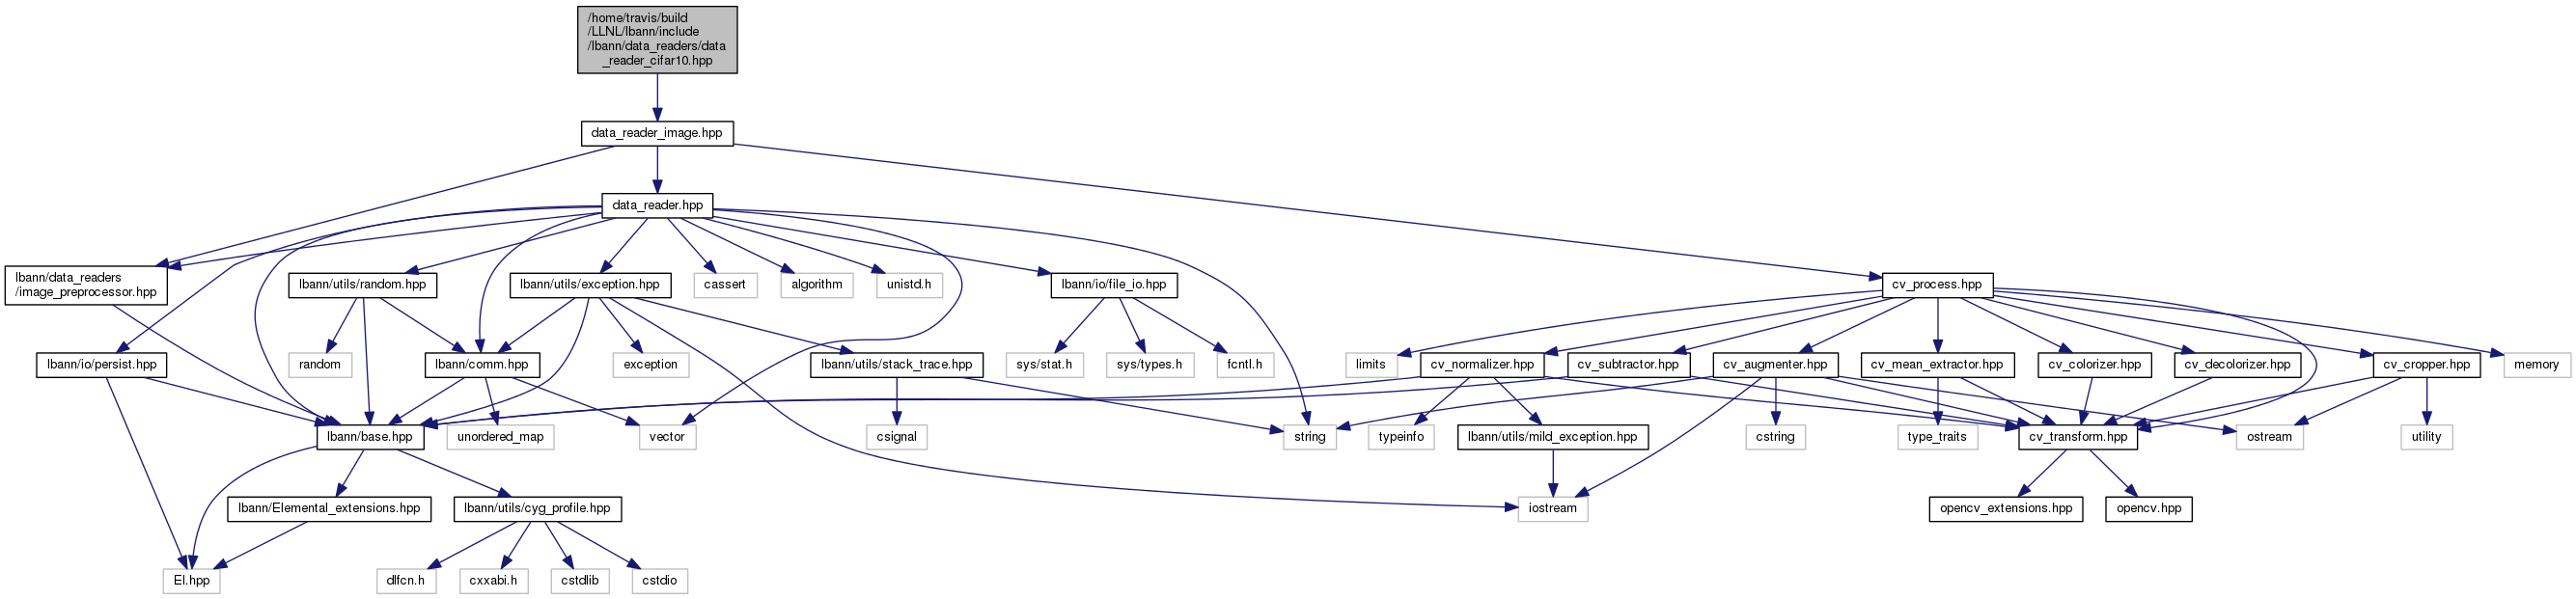 /home/travis/build
/LLNL/lbann/include
/lbann/data_readers/data
_reader_cifar10.hpp
data_reader_image.hpp
data_reader.hpp
lbann/data_readers
/image_preprocessor.hpp
lbann/utils/random.hpp
lbann/utils/exception.hpp
cassert
algorithm
unistd.h
lbann/io/file_io.hpp
cv_process.hpp
lbann/io/persist.hpp
random
lbann/comm.hpp
exception
lbann/utils/stack_trace.hpp
sys/stat.h
sys/types.h
fcntl.h
limits
cv_normalizer.hpp
cv_subtractor.hpp
cv_augmenter.hpp
cv_mean_extractor.hpp
cv_colorizer.hpp
cv_decolorizer.hpp
cv_cropper.hpp
memory
lbann/base.hpp
unordered_map
vector
csignal
string
typeinfo
lbann/utils/mild_exception.hpp
cstring
type_traits
cv_transform.hpp
ostream
utility
lbann/Elemental_extensions.hpp
lbann/utils/cyg_profile.hpp
iostream
opencv_extensions.hpp
opencv.hpp
El.hpp
dlfcn.h
cxxabi.h
cstdlib
cstdio